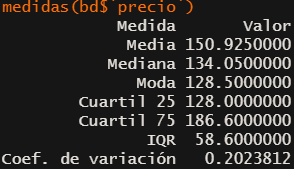 medidas(bd$`precio`)
Medida Valor
Media 150.9250000
Mediana 134.0500000
Moda 128.5000000
Cuartil 25 128.0000000
Cuartil 75 186.6000000
IQR 58.6000000
Coef. de variación 0.2023812